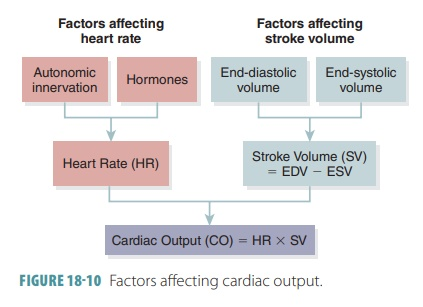 Factors affecting
heart rate
Factors affecting
stroke volume
Autonomic
innervation
Hormones
End-diastolic
volume
End-systolic
volume
Heart Rate (HR)
Stroke Volume (SV)
= EDV − ESV
Cardiac Output (CO) = HR × SV
FIGURE 18-10 Factors affecting cardiac output.